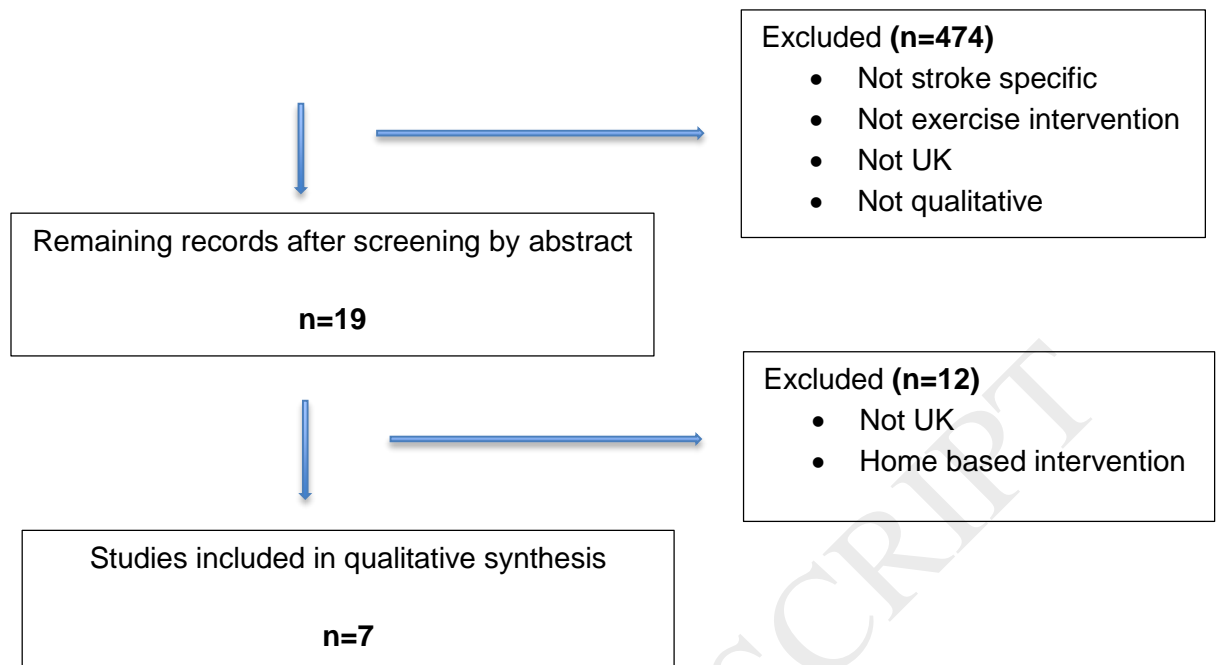 Excluded (n=474)
• Not stroke specific
• Not exercise intervention
• Not UK
• Not qualitative
Remaining records after screening by abstract
n=19
Excluded (n=12)
• Not UK
• Home based intervention
Studies included in qualitative synthesis
n=7
SCRIPT